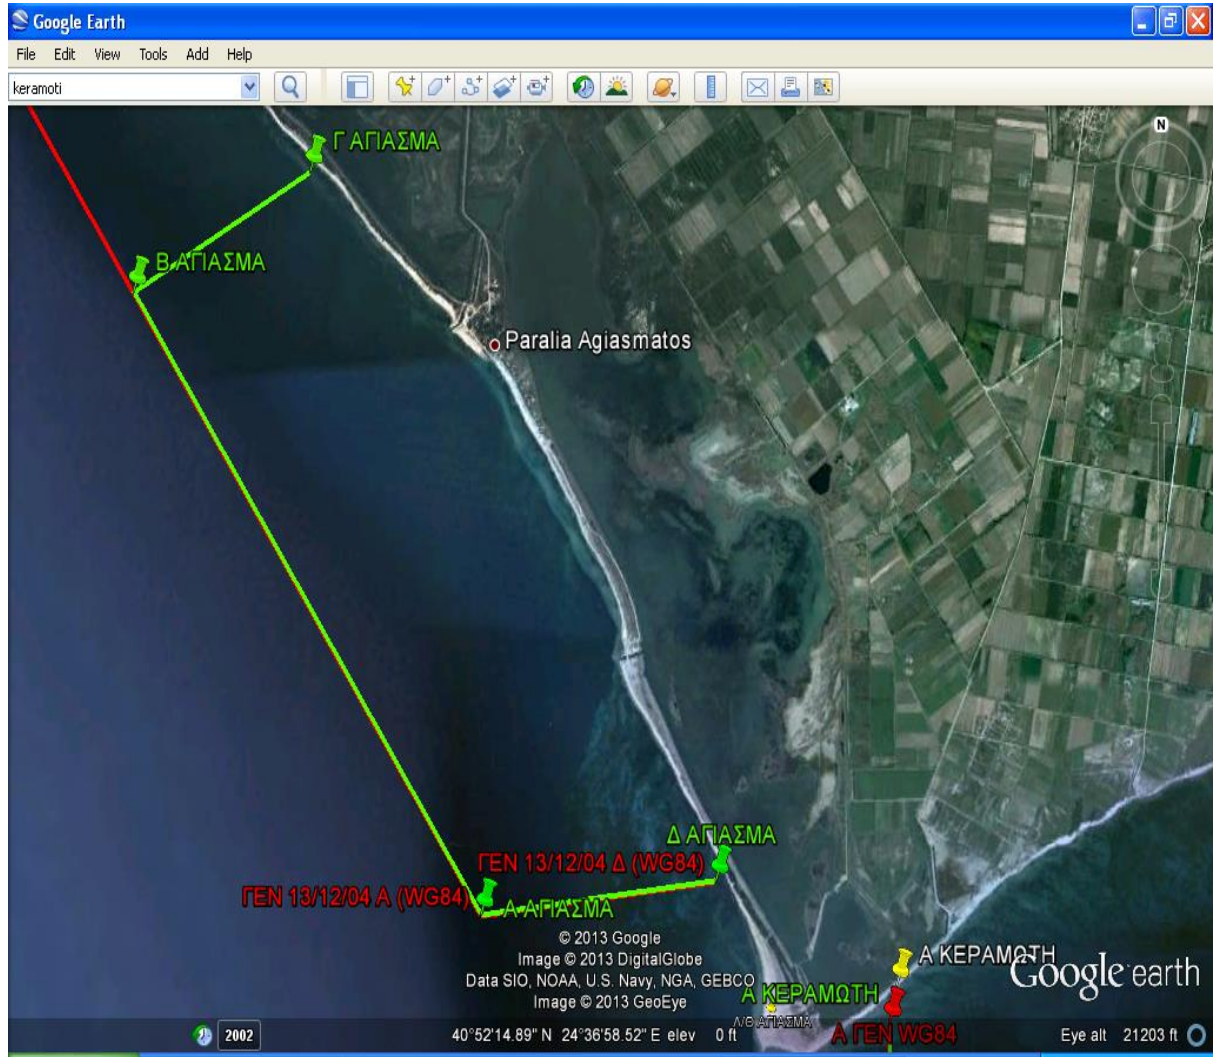 Google Earth
File Edit View Tools Add Help
keramoti
N
Γ ΑΓΙΑΣΜΑ
Β ΑΓΙΑΣΜΑ
Paralia Agiasmatos
Δ ΑΓΙΑΣΜΑ
ΓΕΝ 13/12/04 Δ (WG84)
ΓΕΝ 13/12/04 Α (WG84)
Α ΑΓΙΑΣΜΑ
© 2013 Google
Image © 2013 DigitalGlobe
Data SIO, NOAA, U.S. Navy, NGA, GEBCO
Image © 2013 GeoEye
Α ΚΕΡΑΜΩΤΗ
Google earth
Α ΚΕΡΑΜΩΤΗ
Λ/Θ ΑΓΙΑΣΜΑ
Α ΓΕΝ WG84
2002
40°52'14.89" N 24°36'58.52" E elev 0 ft
Eye alt 21203 ft